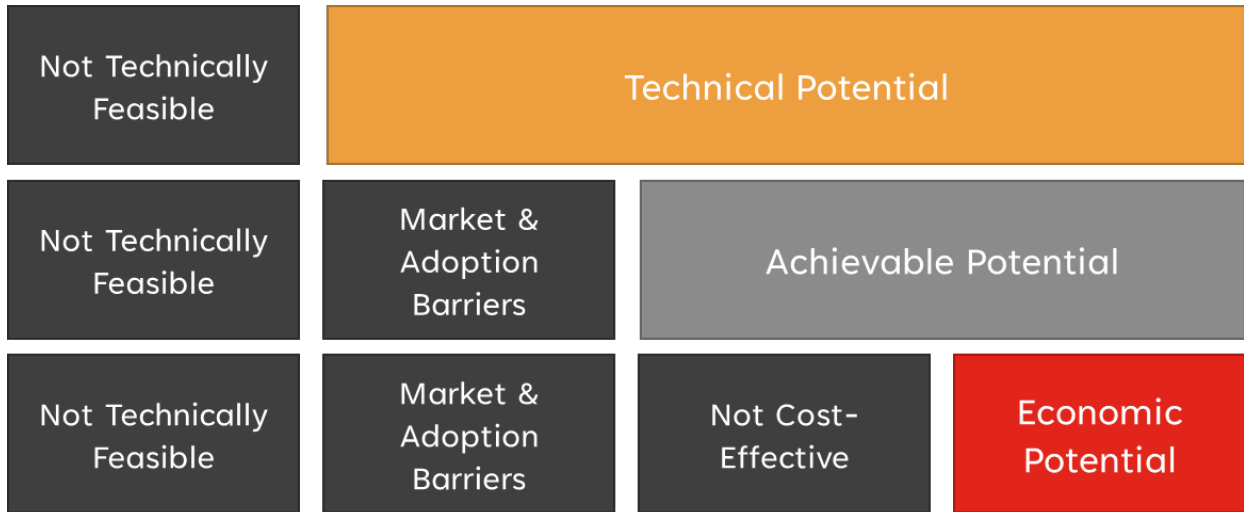 Not Technically
Feasible
Technical Potential
Not Technically
Feasible
Market &
Adoption
Barriers
Achievable Potential
Not Technically
Feasible
Market &
Adoption
Barriers
Not Cost-
Effective
Economic
Potential